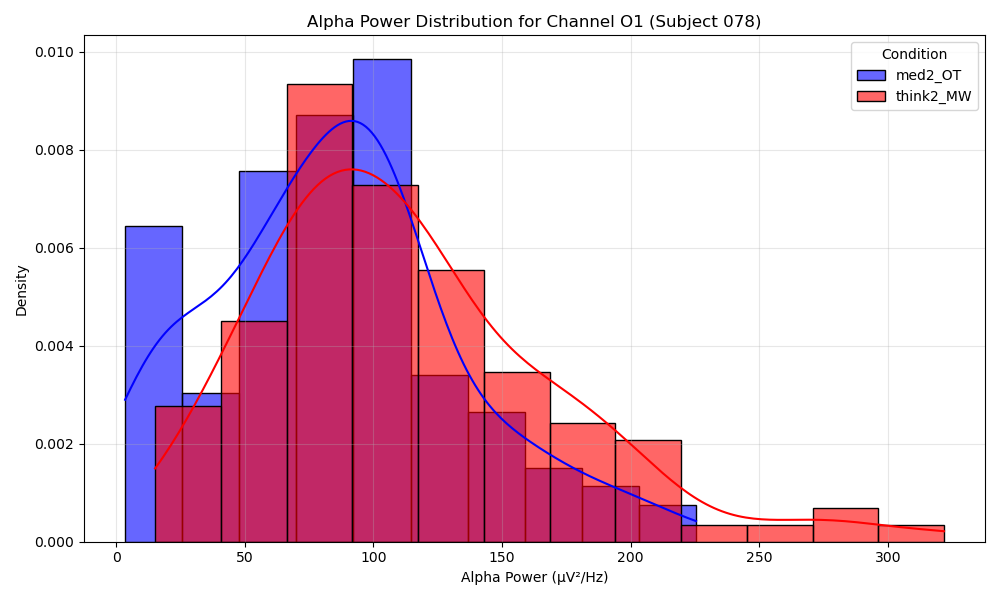 Alpha Power Distribution for Channel O1 (Subject 078)
Condition
med2_OT
think2_MW
Density
0.010
0.008
0.006
0.004
0.002
0.000
0 50 100 150 200 250 300
Alpha Power (μV²/Hz)